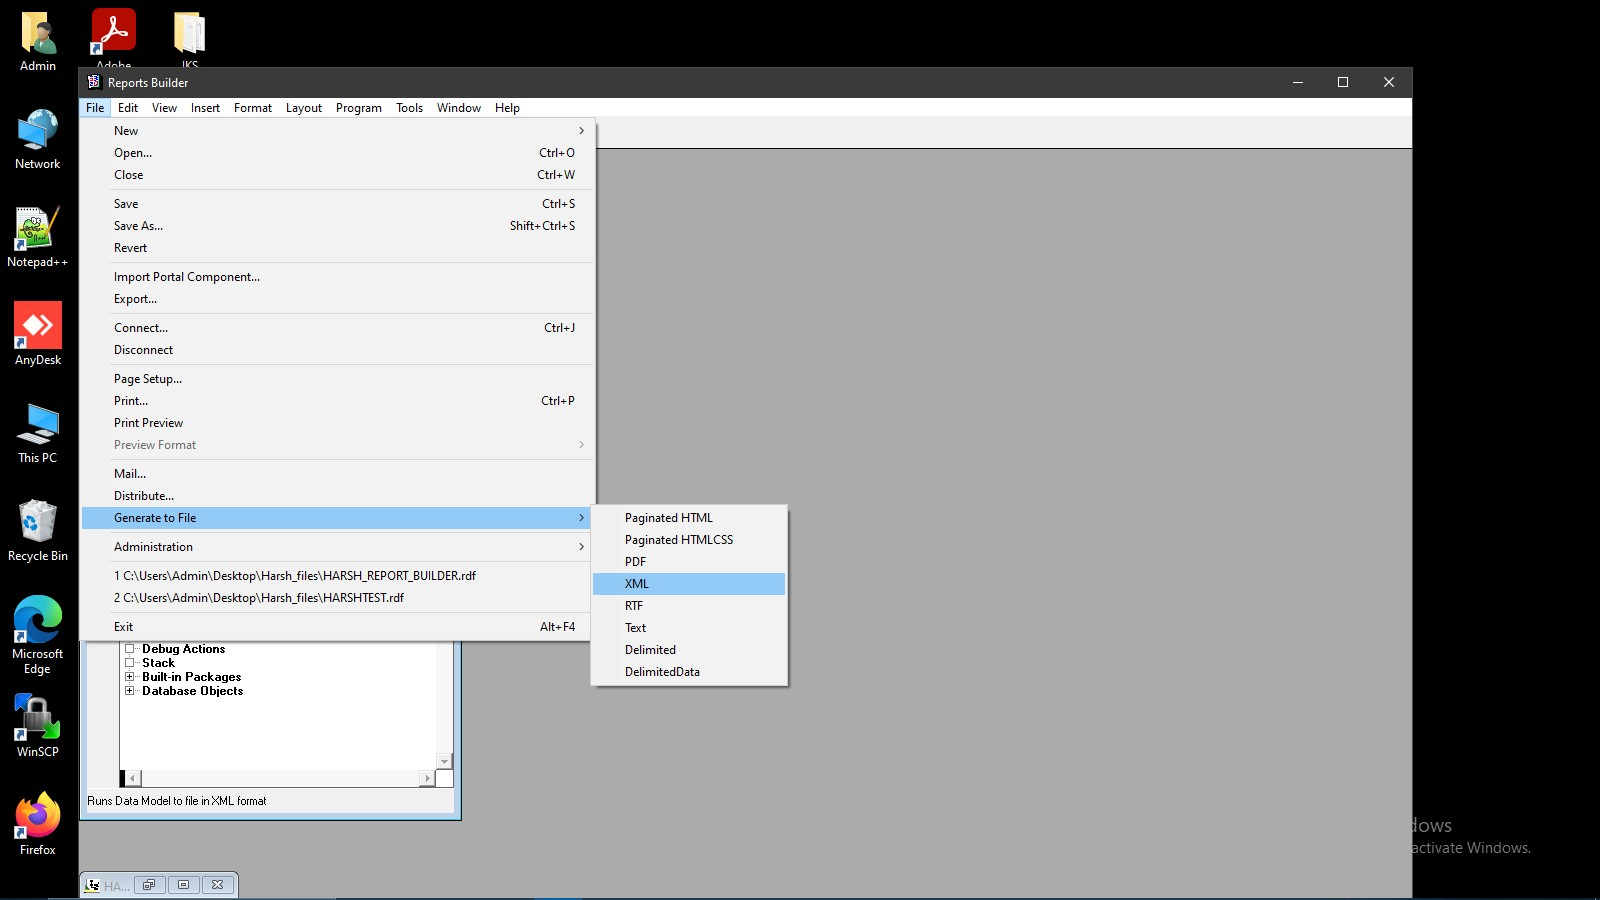 Admin
Adobe
JKS
Network
Notepad++
AnyDesk
This PC
Recycle Bin
Microsoft
Edge
WinSCP
Firefox
Reports Builder
File Edit View Insert Format Layout Program Tools Window Help
New
Open... Ctrl+O
Close Ctrl+W
Save Ctrl+S
Save As... Shift+Ctrl+S
Revert
Import Portal Component...
Export...
Connect... Ctrl+J
Disconnect
Page Setup...
Print... Ctrl+P
Print Preview
Preview Format
Mail...
Distribute...
Generate to File
Administration
1 C:\Users\Admin\Desktop\Harsh_files\HARSH_REPORT_BUILDER.rdf
2 C:\Users\Admin\Desktop\Harsh_files\HARSHTEST.rdf
Exit Alt+F4
Paginated HTML
Paginated HTMLCSS
PDF
XML
RTF
Text
Delimited
DelimitedData
Debug Actions
Stack
Built-in Packages
Database Objects
Runs Data Model to file in XML format
HA...
Activate Windows
activate Windows.